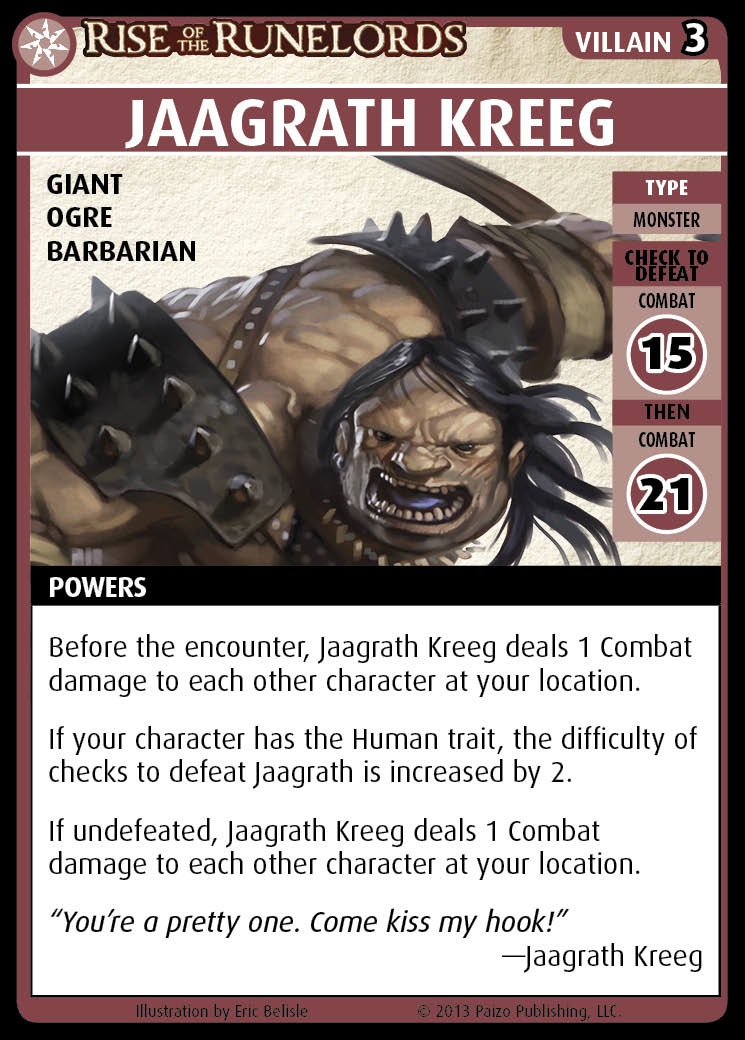 RISE OF THE RUNELORDS
VILLAIN 3
JAAGRATH KREEG
GIANT
OGRE
BARBARIAN
TYPE
MONSTER
CHECK TO
DEFEAT
COMBAT
15
THEN
COMBAT
21
POWERS
Before the encounter, Jaagrath Kreeg deals 1 Combat
damage to each other character at your location.
If your character has the Human trait, the difficulty of
checks to defeat Jaagrath is increased by 2.
If undefeated, Jaagrath Kreeg deals 1 Combat
damage to each other character at your location.
“You’re a pretty one. Come kiss my hook!”
—Jaagrath Kreeg
Illustration by Eric Belisle
© 2013 Paizo Publishing, LLC.